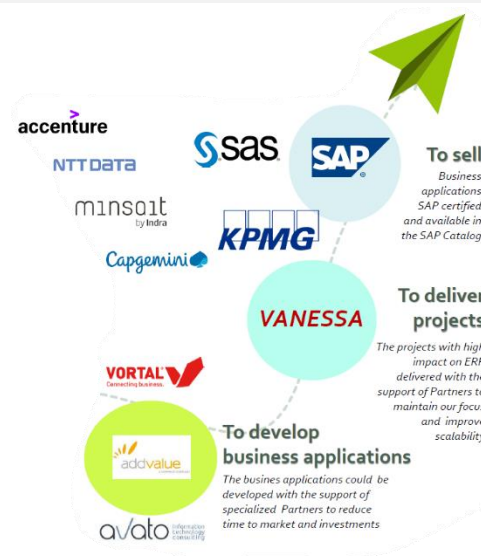 accenture
NTT DATA
minsait
by Indra
Capgemini
sas
SAP
KPMG
To sell
Business
applications
SAP certified
and available in
the SAP Catalog
VANESSA
To deliver
projects
The projects with high
impact on ERP
delivered with the
support of Partners to
maintain our focus
and improve
scalability
VORTAL
Connecting business.
addvalue
To develop
business applications
The busines applications could be
developed with the support of
specialized Partners to reduce
time to market and investments
avato
information
technology
consulting